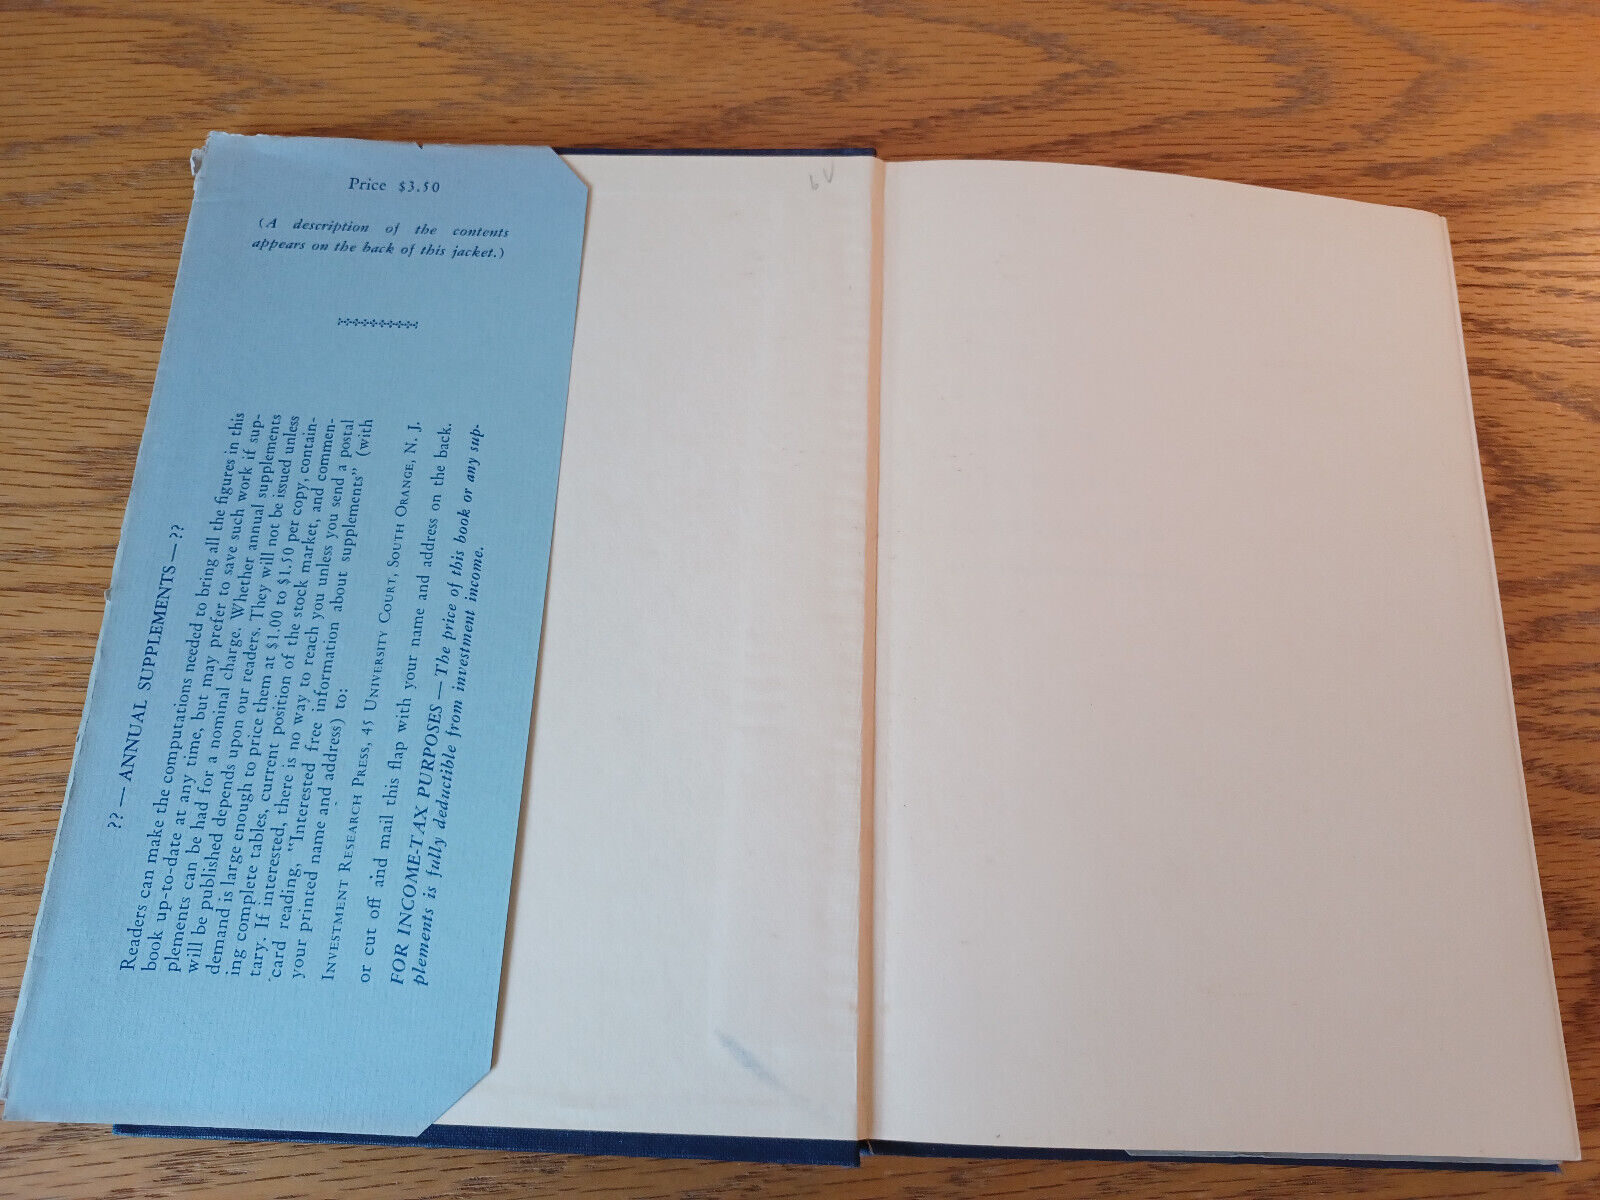 Price $3.50
(A description of the contents
appears on the back of this jacket.)
?? — ANNUAL SUPPLEMENTS — ??
Readers can make the computations needed to bring all the figures in this
book up-to-date at any time, but may prefer to save such work if sup-
plements can be had for a nominal charge. Whether annual supplements
will be published depends upon our readers. They will not be issued unless
demand is large enough to price them at $1.00 to $1.50 per copy, contain-
ing complete tables, current position of the stock market, and commen-
tary. If interested, there is no way to reach you unless you send a postal
card reading, "Interested free information about supplements" (with
your printed name and address) to:
INVESTMENT RESEARCH PRESS, 45 UNIVERSITY COURT, SOUTH ORANGE, N. J.
or cut off and mail this flap with your name and address on the back.
FOR INCOME-TAX PURPOSES — The price of this book or any sup-
plements is fully deductible from investment income.